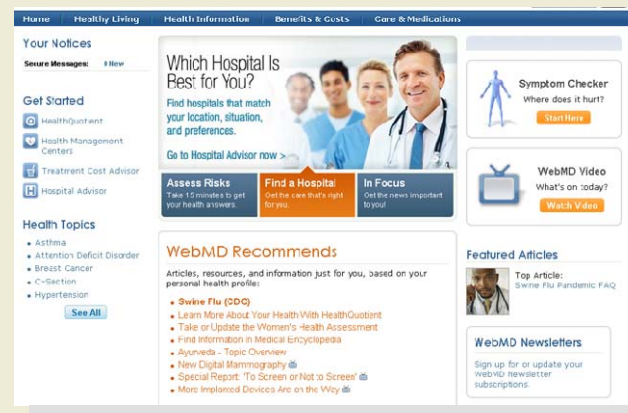 Home Healthy Living Health Information Benefits & Costs Care & Medications
Your Notices
Secure Messages: 0 New
Get Started
HealthQuotient
Health Management
Centers
Treatment Cost Advisor
Hospital Advisor
Health Topics
Asthma
Attention Deficit Disorder
Breast Cancer
C-Section
Hypertension
See All
Which Hospital Is
Best for You?
Find hospitals that match
your location, situation,
and preferences.
Go to Hospital Advisor now >
Assess Risks
Take 15 minutes to get
your health answers.
Find a Hospital
Get the care that's right
for you.
In Focus
Get the news important
to you!
WebMD Recommends
Articles, resources, and information just for you, based on your
personal health profile:
Swine Flu (CDC)
Learn More About Your Health With HealthQuotient
Take or Update the Women's Health Assessment
Find Information in Medical Encyclopedia
Ayurveda - Topic Overview
New Digital Mammography
Special Report: 'To Screen or Not to Screen'
More Implanted Devices Are on the Way
Symptom Checker
Where does it hurt?
Start Here
WebMD Video
What's on today?
Watch Video
Featured Articles
Top Article:
Swine Flu Pandemic FAQ
WebMD Newsletters
Sign up for or update your
WebMD newsletter
subscriptions.